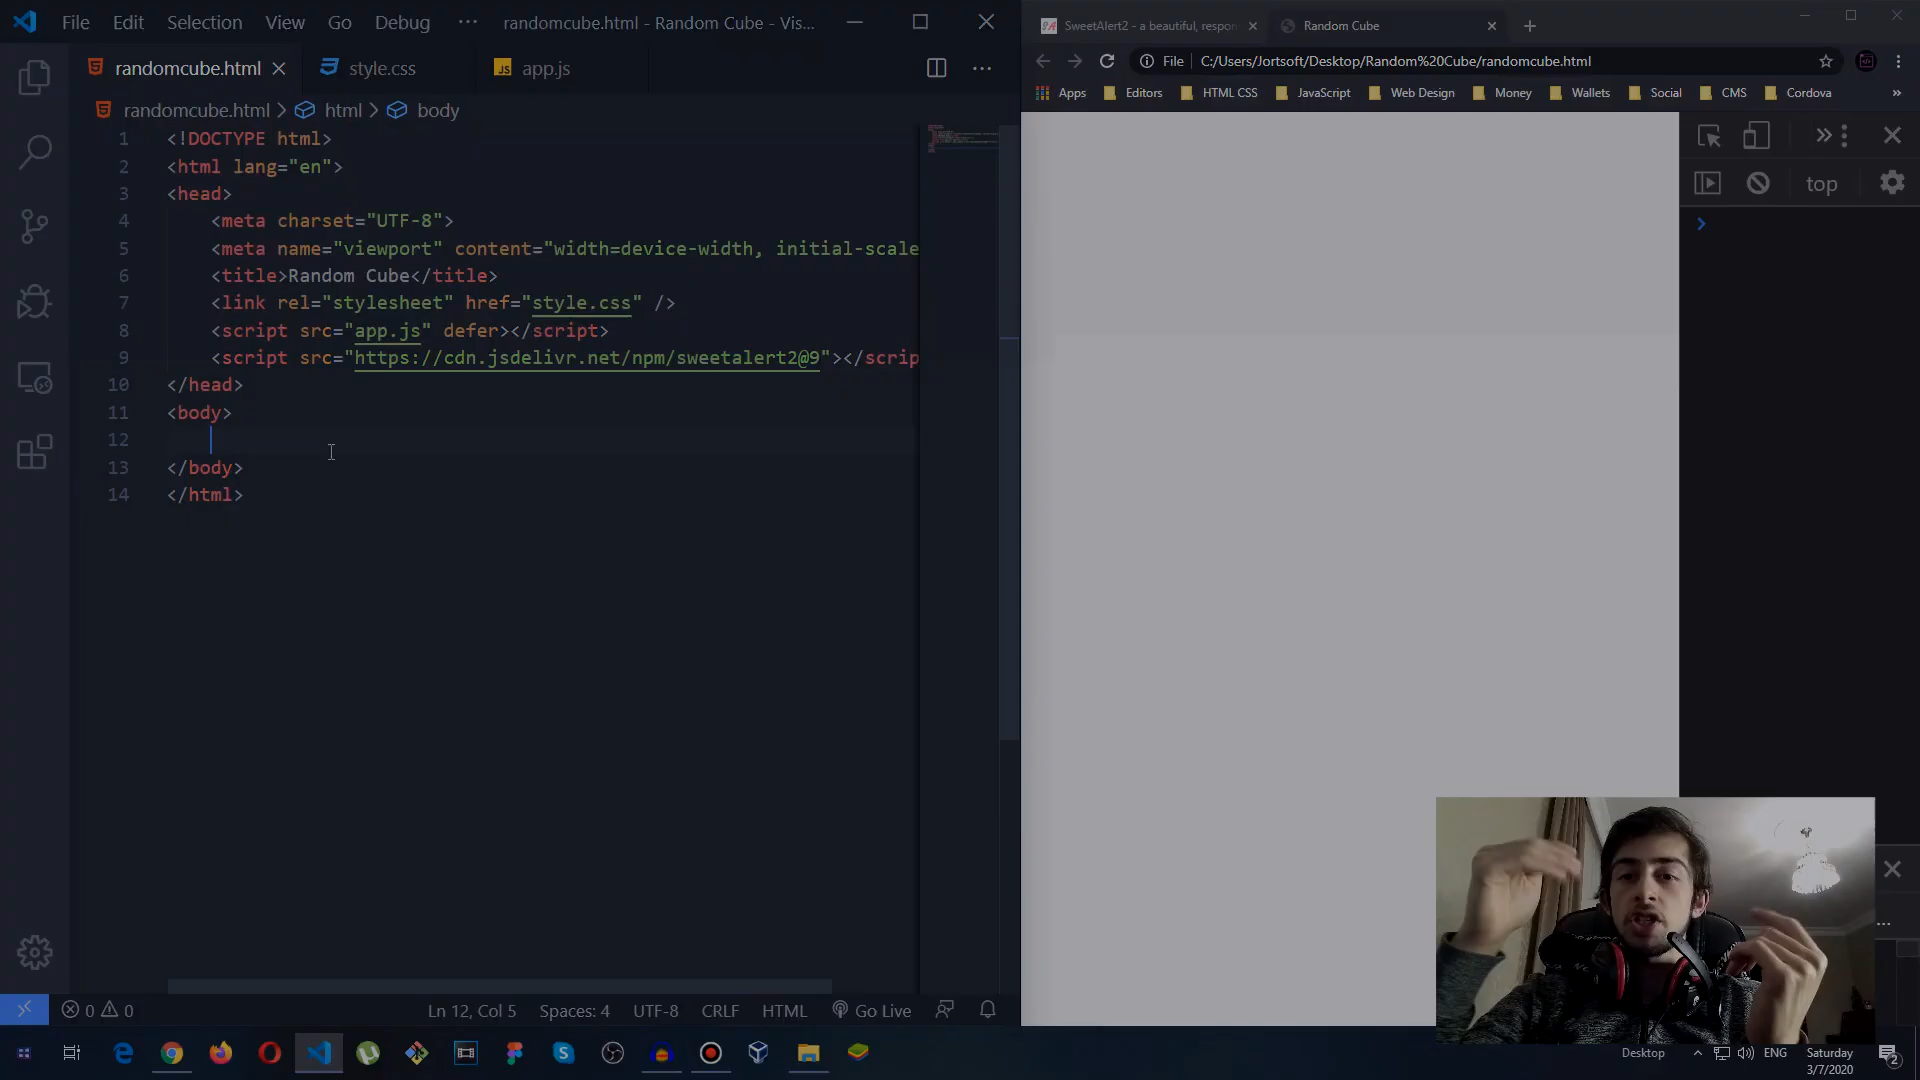 File Edit Selection View Go Debug ··· randomcube.html - Random Cube - Vis...
randomcube.html style.css JS app.js
randomcube.html > html > body
1 <!DOCTYPE html>
2 <html lang="en">
3 <head>
4 <meta charset="UTF-8">
5 <meta name="viewport" content="width=device-width, initial-scale
6 <title>Random Cube</title>
7 <link rel="stylesheet" href="style.css" />
8 <script src="app.js" defer></script>
9 <script src="https://cdn.jsdelivr.net/npm/sweetalert2@9"></scrip
10 </head>
11 <body>
12
13 </body>
14 </html>
0 0 Ln 12, Col 5 Spaces: 4 UTF-8 CRLF HTML Go Live
SweetAlert2 - a beautiful, respon Random Cube
File C:/Users/Jortsoft/Desktop/Random%20Cube/randomcube.html
Apps Editors HTML CSS JavaScript Web Design Money Wallets Social CMS Cordova »
top
Desktop ENG Saturday
3/7/2020
2